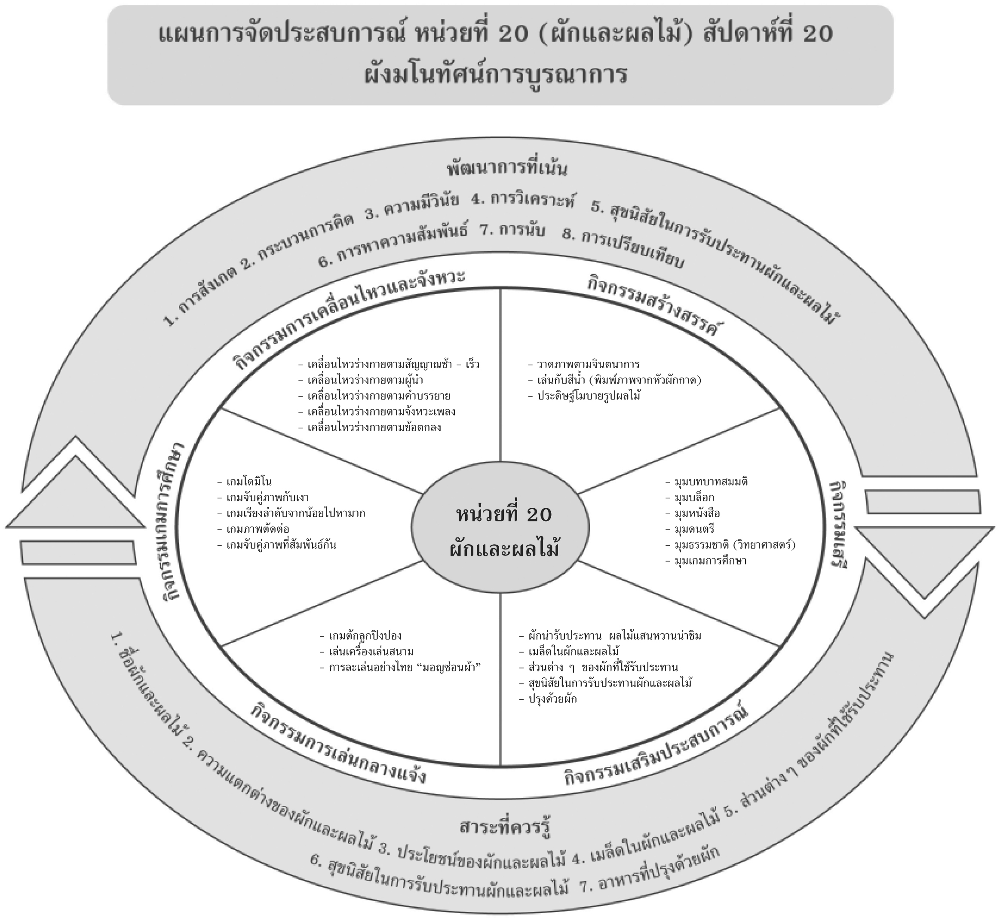 แผนการจัดประสบการณ์ หน่วยที่ 20 (ผักและผลไม้) สัปดาห์ที่ 20
ผังมโนทัศน์การบูรณาการ
พัฒนาการที่เน้น
1. การสังเกต 2. กระบวนการคิด 3. ความมีวินัย 4. การวิเคราะห์ 5. สุขนิสัยในการรับประทานผักและผลไม้
6. การหาความสัมพันธ์ 7. การนับ 8. การเปรียบเทียบ
กิจกรรมการเคลื่อนไหวและจังหวะ
- เคลื่อนไหวร่างกายตามสัญญาณช้า - เร็ว
- เคลื่อนไหวร่างกายตามผู้นำ
- เคลื่อนไหวร่างกายตามคำบรรยาย
- เคลื่อนไหวร่างกายตามจังหวะเพลง
- เคลื่อนไหวร่างกายตามข้อตกลง
กิจกรรมสร้างสรรค์
- วาดภาพตามจินตนาการ
- เล่นกับสีน้ำ (พิมพ์ภาพจากหัวผักกาด)
- ประดิษฐ์โมบายรูปผลไม้
กิจกรรมเกมการศึกษา
- เกมโดมิโน
- เกมจับคู่ภาพกับเงา
- เกมเรียงลำดับจากน้อยไปหามาก
- เกมภาพตัดต่อ
- เกมจับคู่ภาพที่สัมพันธ์กัน
หน่วยที่ 20
ผักและผลไม้
กิจกรรมเสรี
- มุมบทบาทสมมติ
- มุมบล็อก
- มุมหนังสือ
- มุมดนตรี
- มุมธรรมชาติ (วิทยาศาสตร์)
- มุมเกมการศึกษา
- เกมตักลูกปิงปอง
- เล่นเครื่องเล่นสนาม
- การละเล่นอย่างไทย “มอญซ่อนผ้า”
กิจกรรมการเล่นกลางแจ้ง
- ผักน่ารับประทาน ผลไม้แสนหวานน่าชิม
- เมล็ดในผักและผลไม้
- ส่วนต่าง ๆ ของผักที่ใช้รับประทาน
- สุขนิสัยในการรับประทานผักและผลไม้
- ปรุงด้วยผัก
กิจกรรมเสริมประสบการณ์
สาระที่ควรรู้
1. ชื่อผักและผลไม้ 2. ความแตกต่างของผักและผลไม้ 3. ประโยชน์ของผักและผลไม้ 4. เมล็ดในผักและผลไม้ 5. ส่วนต่างๆ ของผักที่ใช้รับประทาน
6. สุขนิสัยในการรับประทานผักและผลไม้ 7. อาหารที่ปรุงด้วยผัก